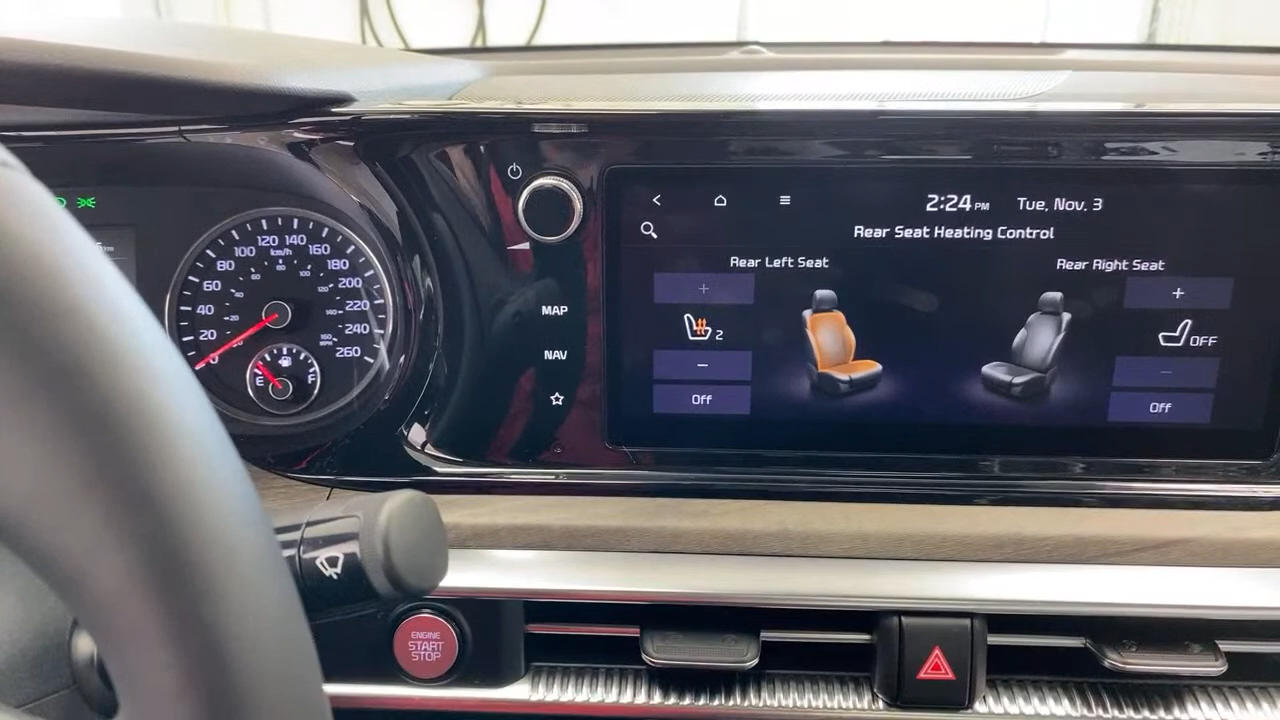 2:24 PM Tue, Nov. 3
Rear Seat Heating Control
Rear Left Seat
Rear Right Seat
+
+
2
OFF
−
−
Off
Off
MAP
NAV
0 20 40 60 80 100 120 140 160 180 200 220 240 260
km/h
E F
ENGINE
START
STOP